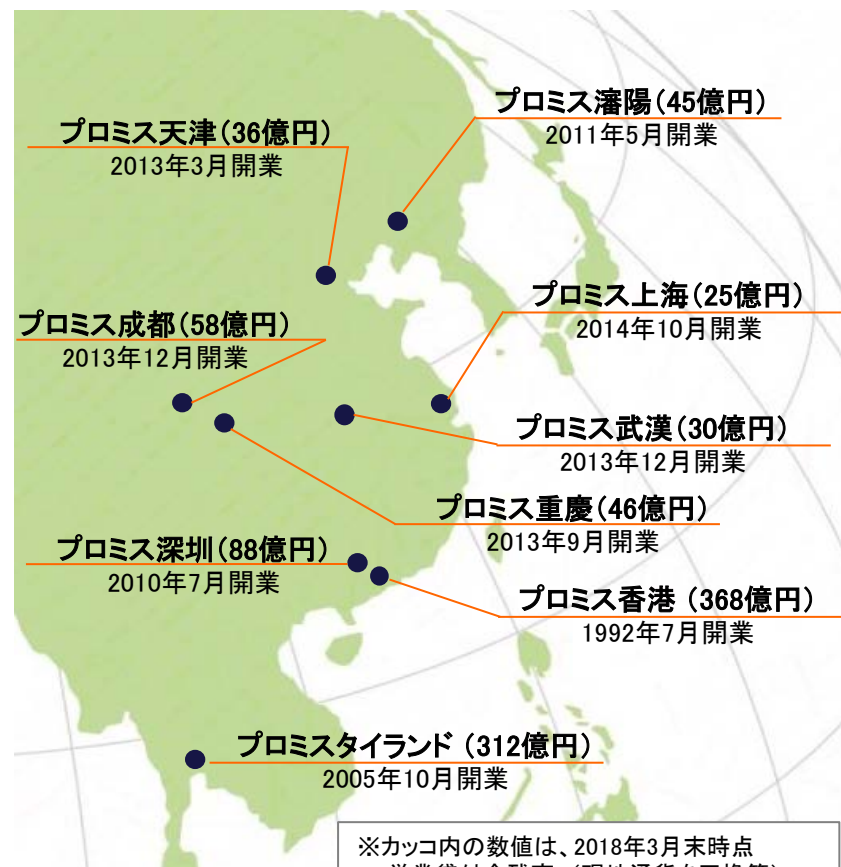 プロミス瀋陽(45億円)
2011年5月開業
プロミス天津(36億円)
2013年3月開業
プロミス上海(25億円)
2014年10月開業
プロミス成都(58億円)
2013年12月開業
プロミス武漢(30億円)
2013年12月開業
プロミス重慶(46億円)
2013年9月開業
プロミス深圳(88億円)
2010年7月開業
プロミス香港 (368億円)
1992年7月開業
プロミスタイランド (312億円)
2005年10月開業
※カッコ内の数値は、2018年3月末時点